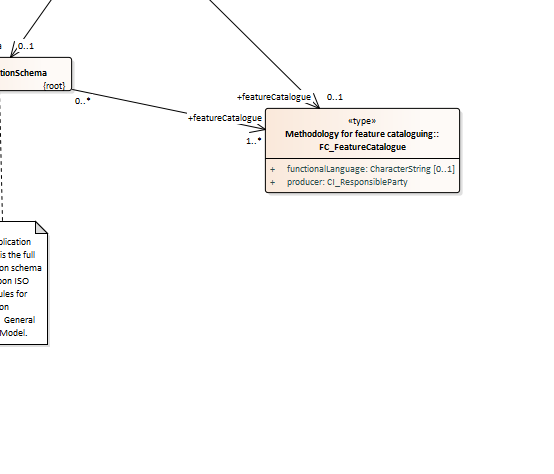 0..1
tionSchema
{root}
0..*
+featureCatalogue
0..1
+featureCatalogue
1..*
«type»
Methodology for feature cataloguing::
FC_FeatureCatalogue
+ functionalLanguage: CharacterString [0..1]
+ producer: CI_ResponsibleParty
plication
is the full
on schema
pon ISO
ules for
on
General
Model.